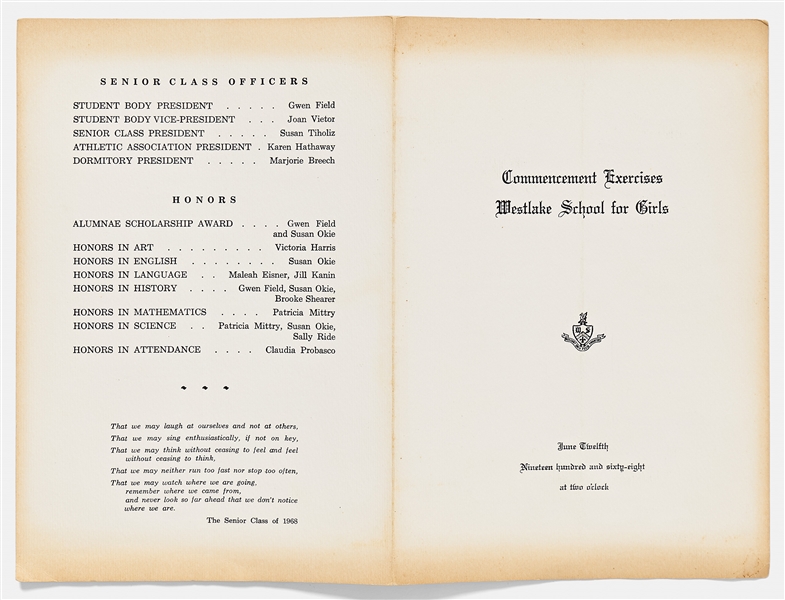 SENIOR CLASS OFFICERS
STUDENT BODY PRESIDENT . . . . . Gwen Field
STUDENT BODY VICE-PRESIDENT . . . Joan Vietor
SENIOR CLASS PRESIDENT . . . . . Susan Tiholiz
ATHLETIC ASSOCIATION PRESIDENT . Karen Hathaway
DORMITORY PRESIDENT . . . . . Marjorie Breech
HONORS
ALUMNAE SCHOLARSHIP AWARD . . . . Gwen Field
and Susan Okie
HONORS IN ART . . . . . . . . . Victoria Harris
HONORS IN ENGLISH . . . . . . . . Susan Okie
HONORS IN LANGUAGE . . Maleah Eisner, Jill Kanin
HONORS IN HISTORY . . . . Gwen Field, Susan Okie,
Brooke Shearer
HONORS IN MATHEMATICS . . . . Patricia Mittry
HONORS IN SCIENCE . . Patricia Mittry, Susan Okie,
Sally Ride
HONORS IN ATTENDANCE . . . . Claudia Probasco
That we may laugh at ourselves and not at others,
That we may sing enthusiastically, if not on key,
That we may think without ceasing to feel and feel
without ceasing to think,
That we may neither run too fast nor stop too often,
That we may watch where we are going,
remember where we came from,
and never look so far ahead that we don't notice
where we are.
The Senior Class of 1968
Commencement Exercises
Westlake School for Girls
June Twelfth
Nineteen hundred and sixty-eight
at two o'clock